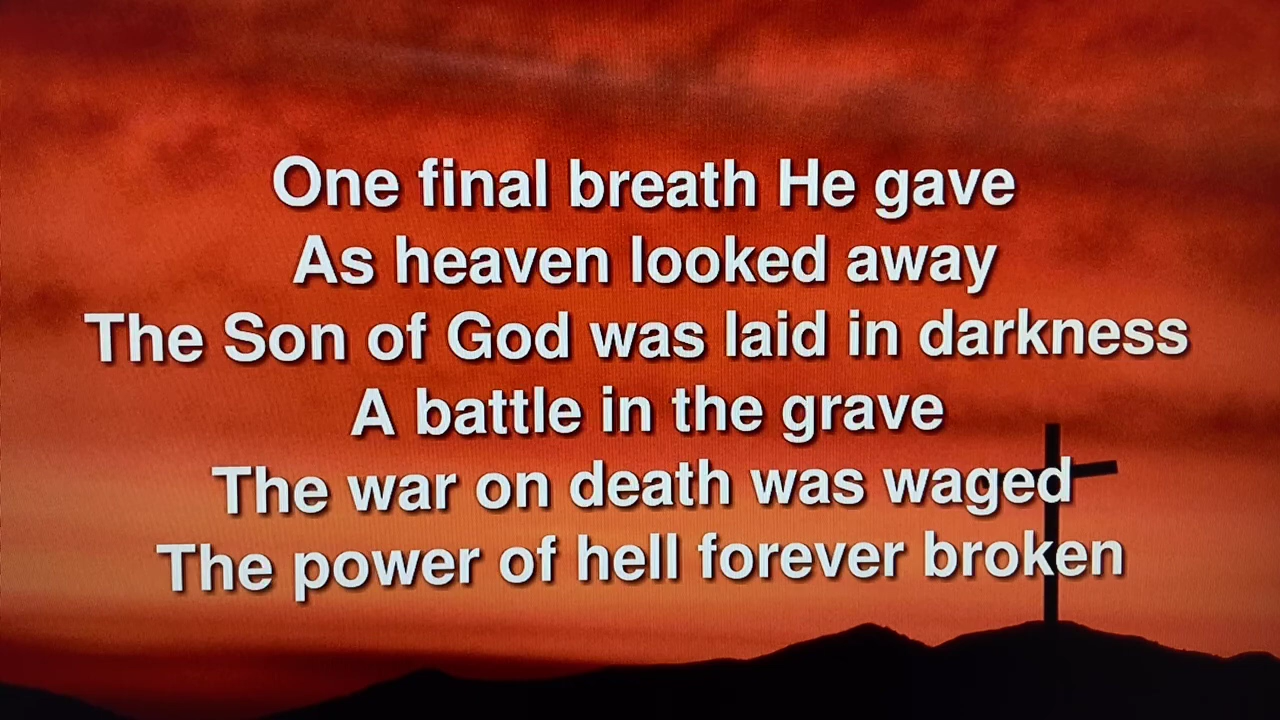 One final breath He gave
As heaven looked away
The Son of God was laid in darkness
A battle in the grave
The war on death was waged
The power of hell forever broken